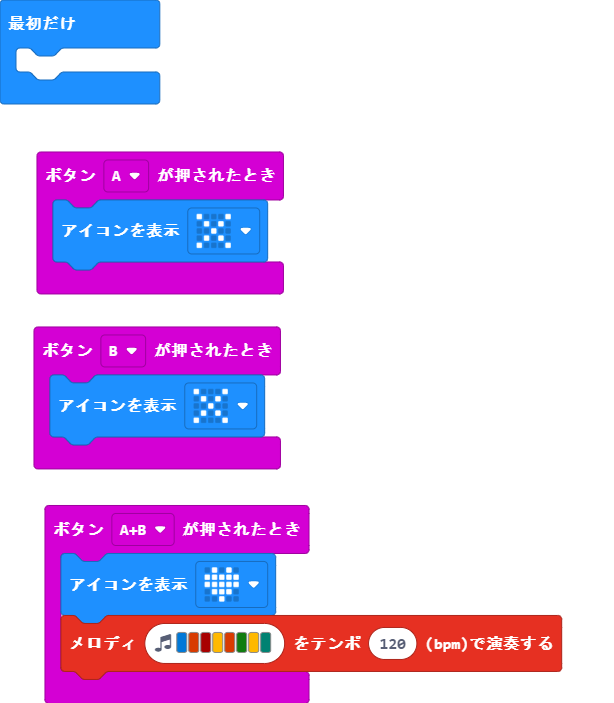 最初だけ
ボタン A が押されたとき
アイコンを表示
ボタン B が押されたとき
アイコンを表示
ボタン A+B が押されたとき
アイコンを表示
メロディ をテンポ 120 (bpm)で演奏する